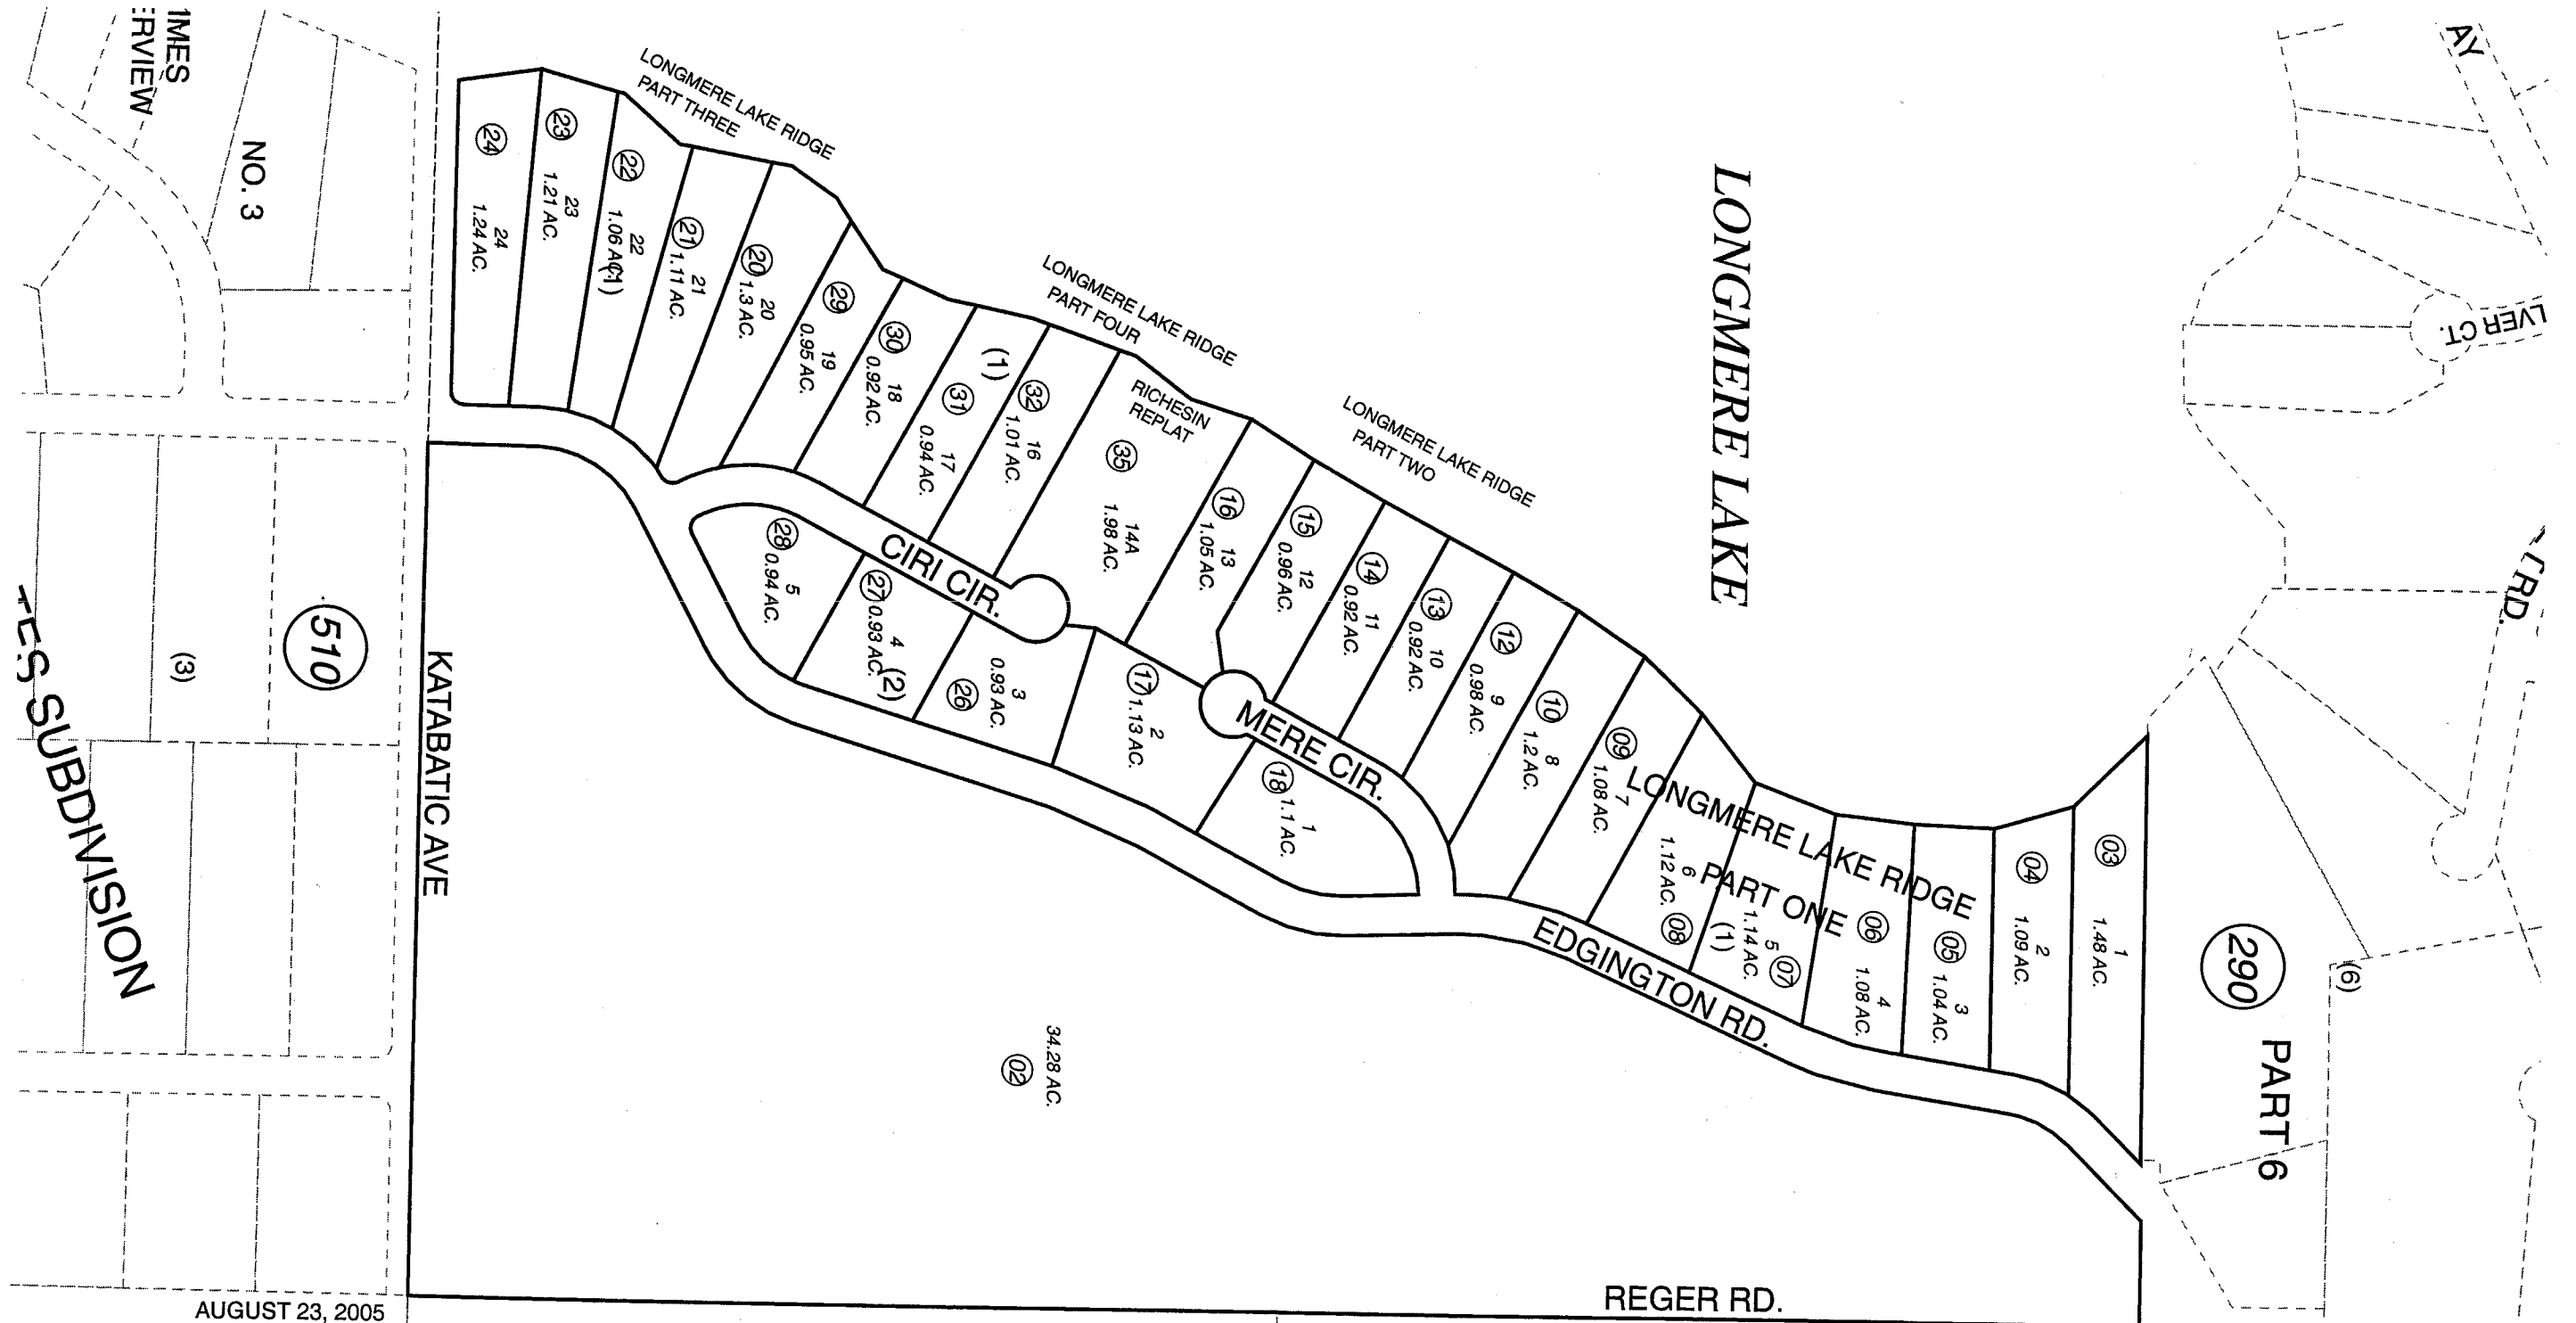 IMES
ERVIEW
NO. 3
LONGMERE LAKE RIDGE
PART THREE
24
24
1.24 AC.
23
23
1.21 AC.
22
22
1.06 AC.
(1)
21
21
1.11 AC.
20
20
1.3 AC.
29
19
0.95 AC.
30
18
0.92 AC.
31
17
0.94 AC.
(1)
32
16
1.01 AC.
LONGMERE LAKE RIDGE
PART FOUR
RICHESIN
REPLAT
35
14A
1.98 AC.
16
13
1.05 AC.
LONGMERE LAKE RIDGE
PART TWO
15
12
0.96 AC.
14
11
0.92 AC.
13
10
0.92 AC.
12
9
0.98 AC.
10
8
1.2 AC.
09
7
1.08 AC.
08
6
1.12 AC.
07
5
1.14 AC.
(1)
06
4
1.08 AC.
05
3
1.04 AC.
04
2
1.09 AC.
03
1
1.48 AC.
LONGMERE LAKE RIDGE
PART ONE
LONGMERE LAKE
28
5
0.94 AC.
27
4
0.93 AC.
(2)
26
3
0.93 AC.
17
2
1.13 AC.
18
1
1.1 AC.
CIRI CIR.
MERE CIR.
EDGINGTON RD.
34.28 AC.
02
KATABATIC AVE
REGER RD.
510
(3)
TES SUBDIVISION
AUGUST 23, 2005
AY
LVER CT.
RD.
290
(6)
PART 6